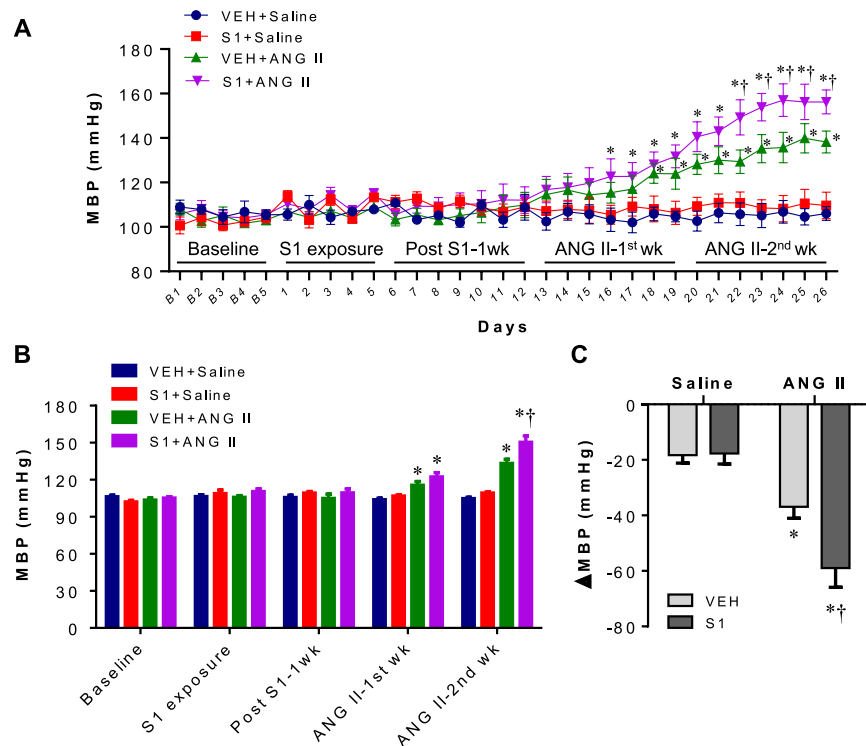 A
VEH+Saline
S1+Saline
VEH+ANG II
S1+ANG II
MBP (mmHg)
180
160
140
120
100
80
* * * * * * *† *† *† *† *†
* * * * * * * * *
Baseline S1 exposure Post S1-1wk ANG II-1st wk ANG II-2nd wk
B1 B2 B3 B4 B5 1 2 3 4 5 6 7 8 9 10 11 12 13 14 15 16 17 18 19 20 21 22 23 24 25 26
Days
B
VEH+Saline
S1+Saline
VEH+ANG II
S1+ANG II
MBP (mmHg)
180
150
120
90
60
30
0
* * * *†
Baseline
S1 exposure
Post S1-1wk
ANG II-1st wk
ANG II-2nd wk
C
Saline ANG II
▲MBP (mmHg)
0
-20
-40
-60
-80
*
*†
VEH
S1